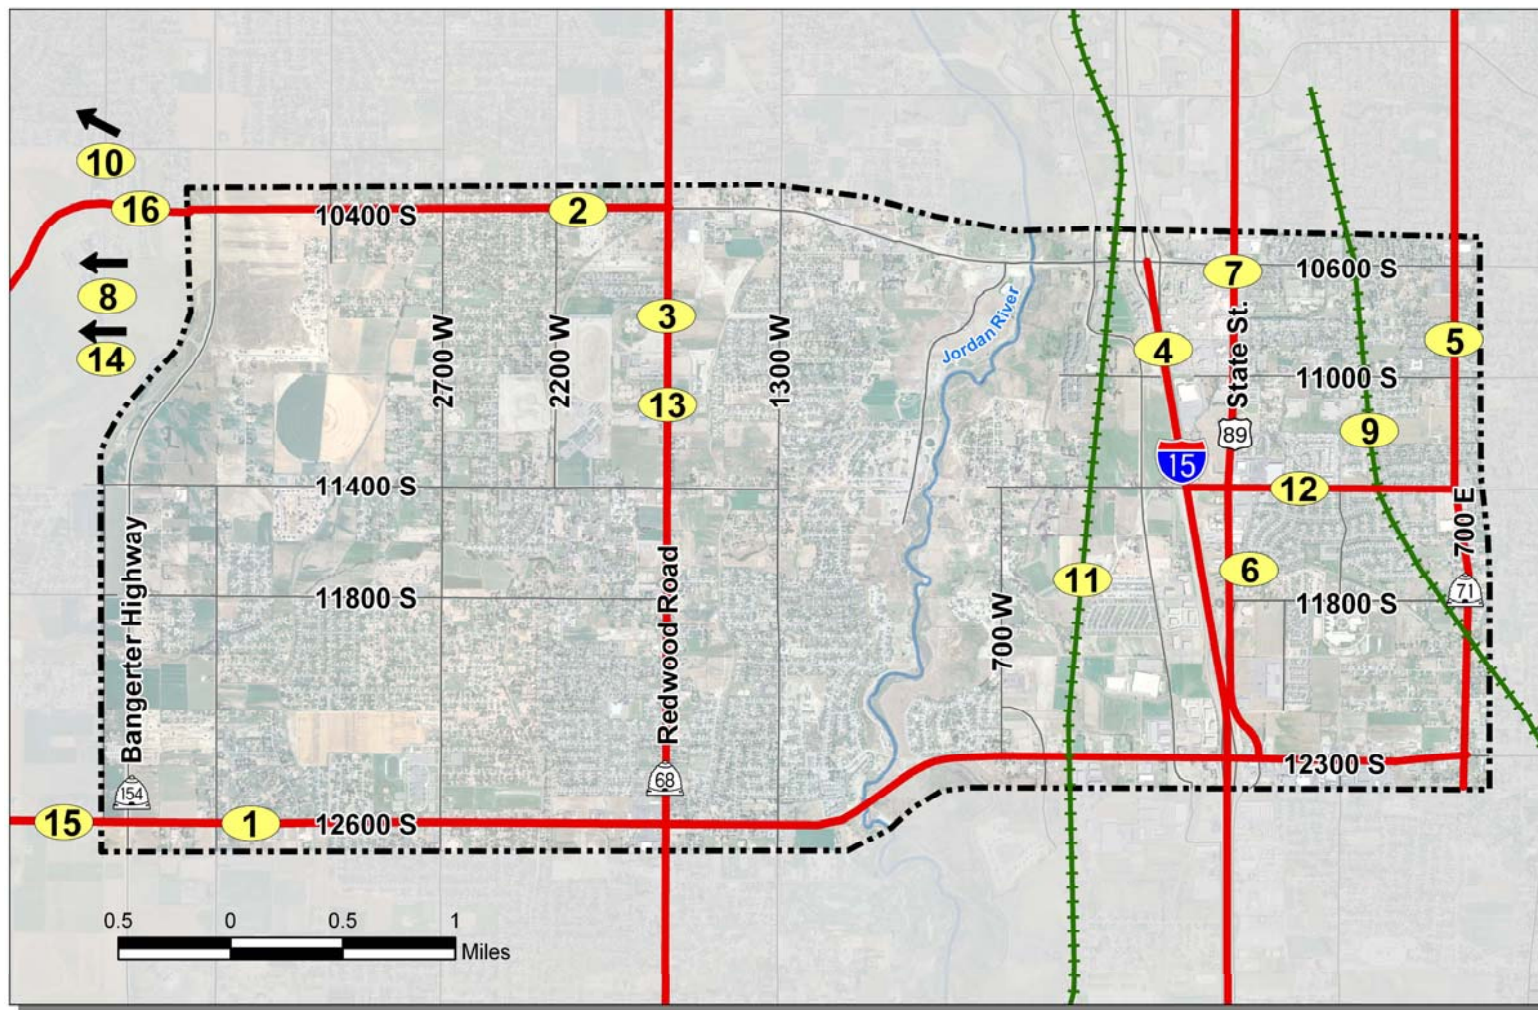 10
16
10400 S
2
7
10600 S
8
14
3
13
2700 W
2200 W
1300 W
Jordan River
4
State St.
5
11000 S
89
9
15
11400 S
12
700 E
Bangerter Highway
Redwood Road
11
6
71
11800 S
700 W
11800 S
154
68
12300 S
15
1
12600 S
0.5 0 0.5 1
Miles